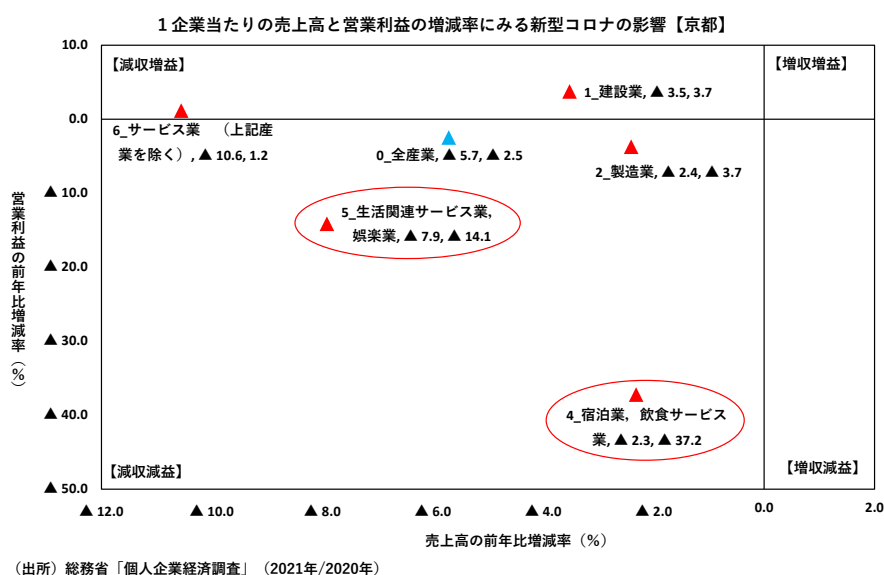 １企業当たりの売上高と営業利益の増減率にみる新型コロナの影響【京都】
10.0
【減収増益】
【増収増益】
1_建設業, ▲ 3.5, 3.7
0.0
6_サービス業　（上記産
業を除く）, ▲ 10.6, 1.2
0_全産業, ▲ 5.7, ▲ 2.5
2_製造業, ▲ 2.4, ▲ 3.7
▲ 10.0
5_生活関連サービス業，
娯楽業, ▲ 7.9, ▲ 14.1
▲ 20.0
▲ 30.0
▲ 40.0
4_宿泊業，飲食サービス
業, ▲ 2.3, ▲ 37.2
【減収減益】
【増収減益】
▲ 50.0
営業利益の前年比増減率（%）
▲ 12.0 ▲ 10.0 ▲ 8.0 ▲ 6.0 ▲ 4.0 ▲ 2.0 0.0 2.0
売上高の前年比増減率（%）
（出所）総務省「個人企業経済調査」（2021年/2020年）